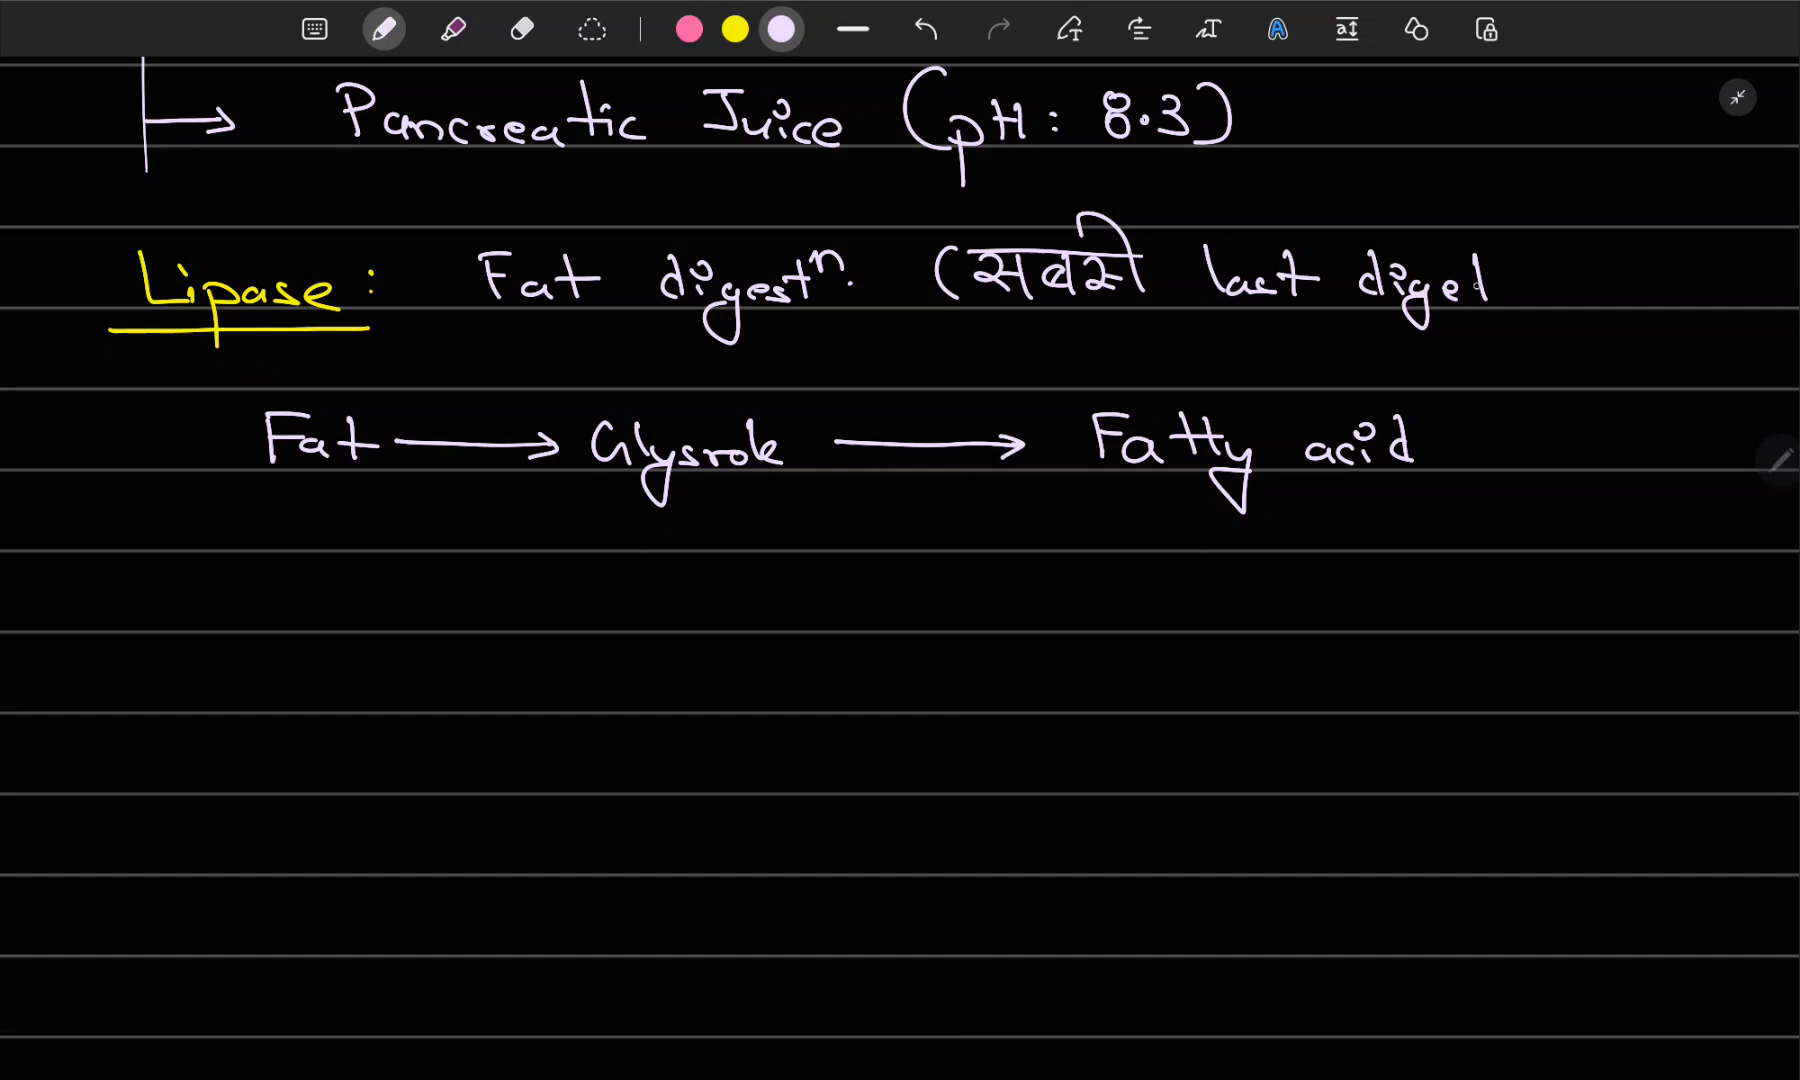 Pancreatic Juice (pH: 8.3)
Lipase: Fat digestⁿ. (सबसे last digel
Fat → Glysrole → Fatty acid